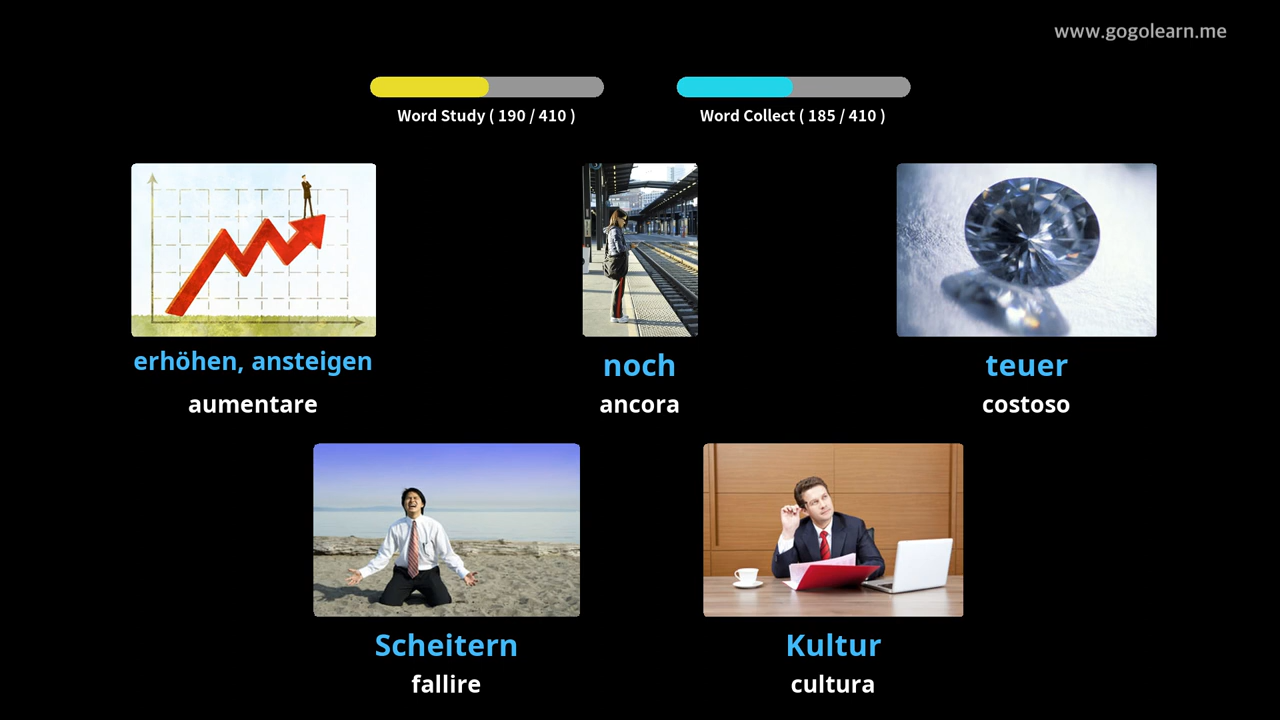 www.gogolearn.me
Word Study ( 190 / 410 )
Word Collect ( 185 / 410 )
erhöhen, ansteigen
aumentare
noch
ancora
teuer
costoso
Scheitern
fallire
Kultur
cultura